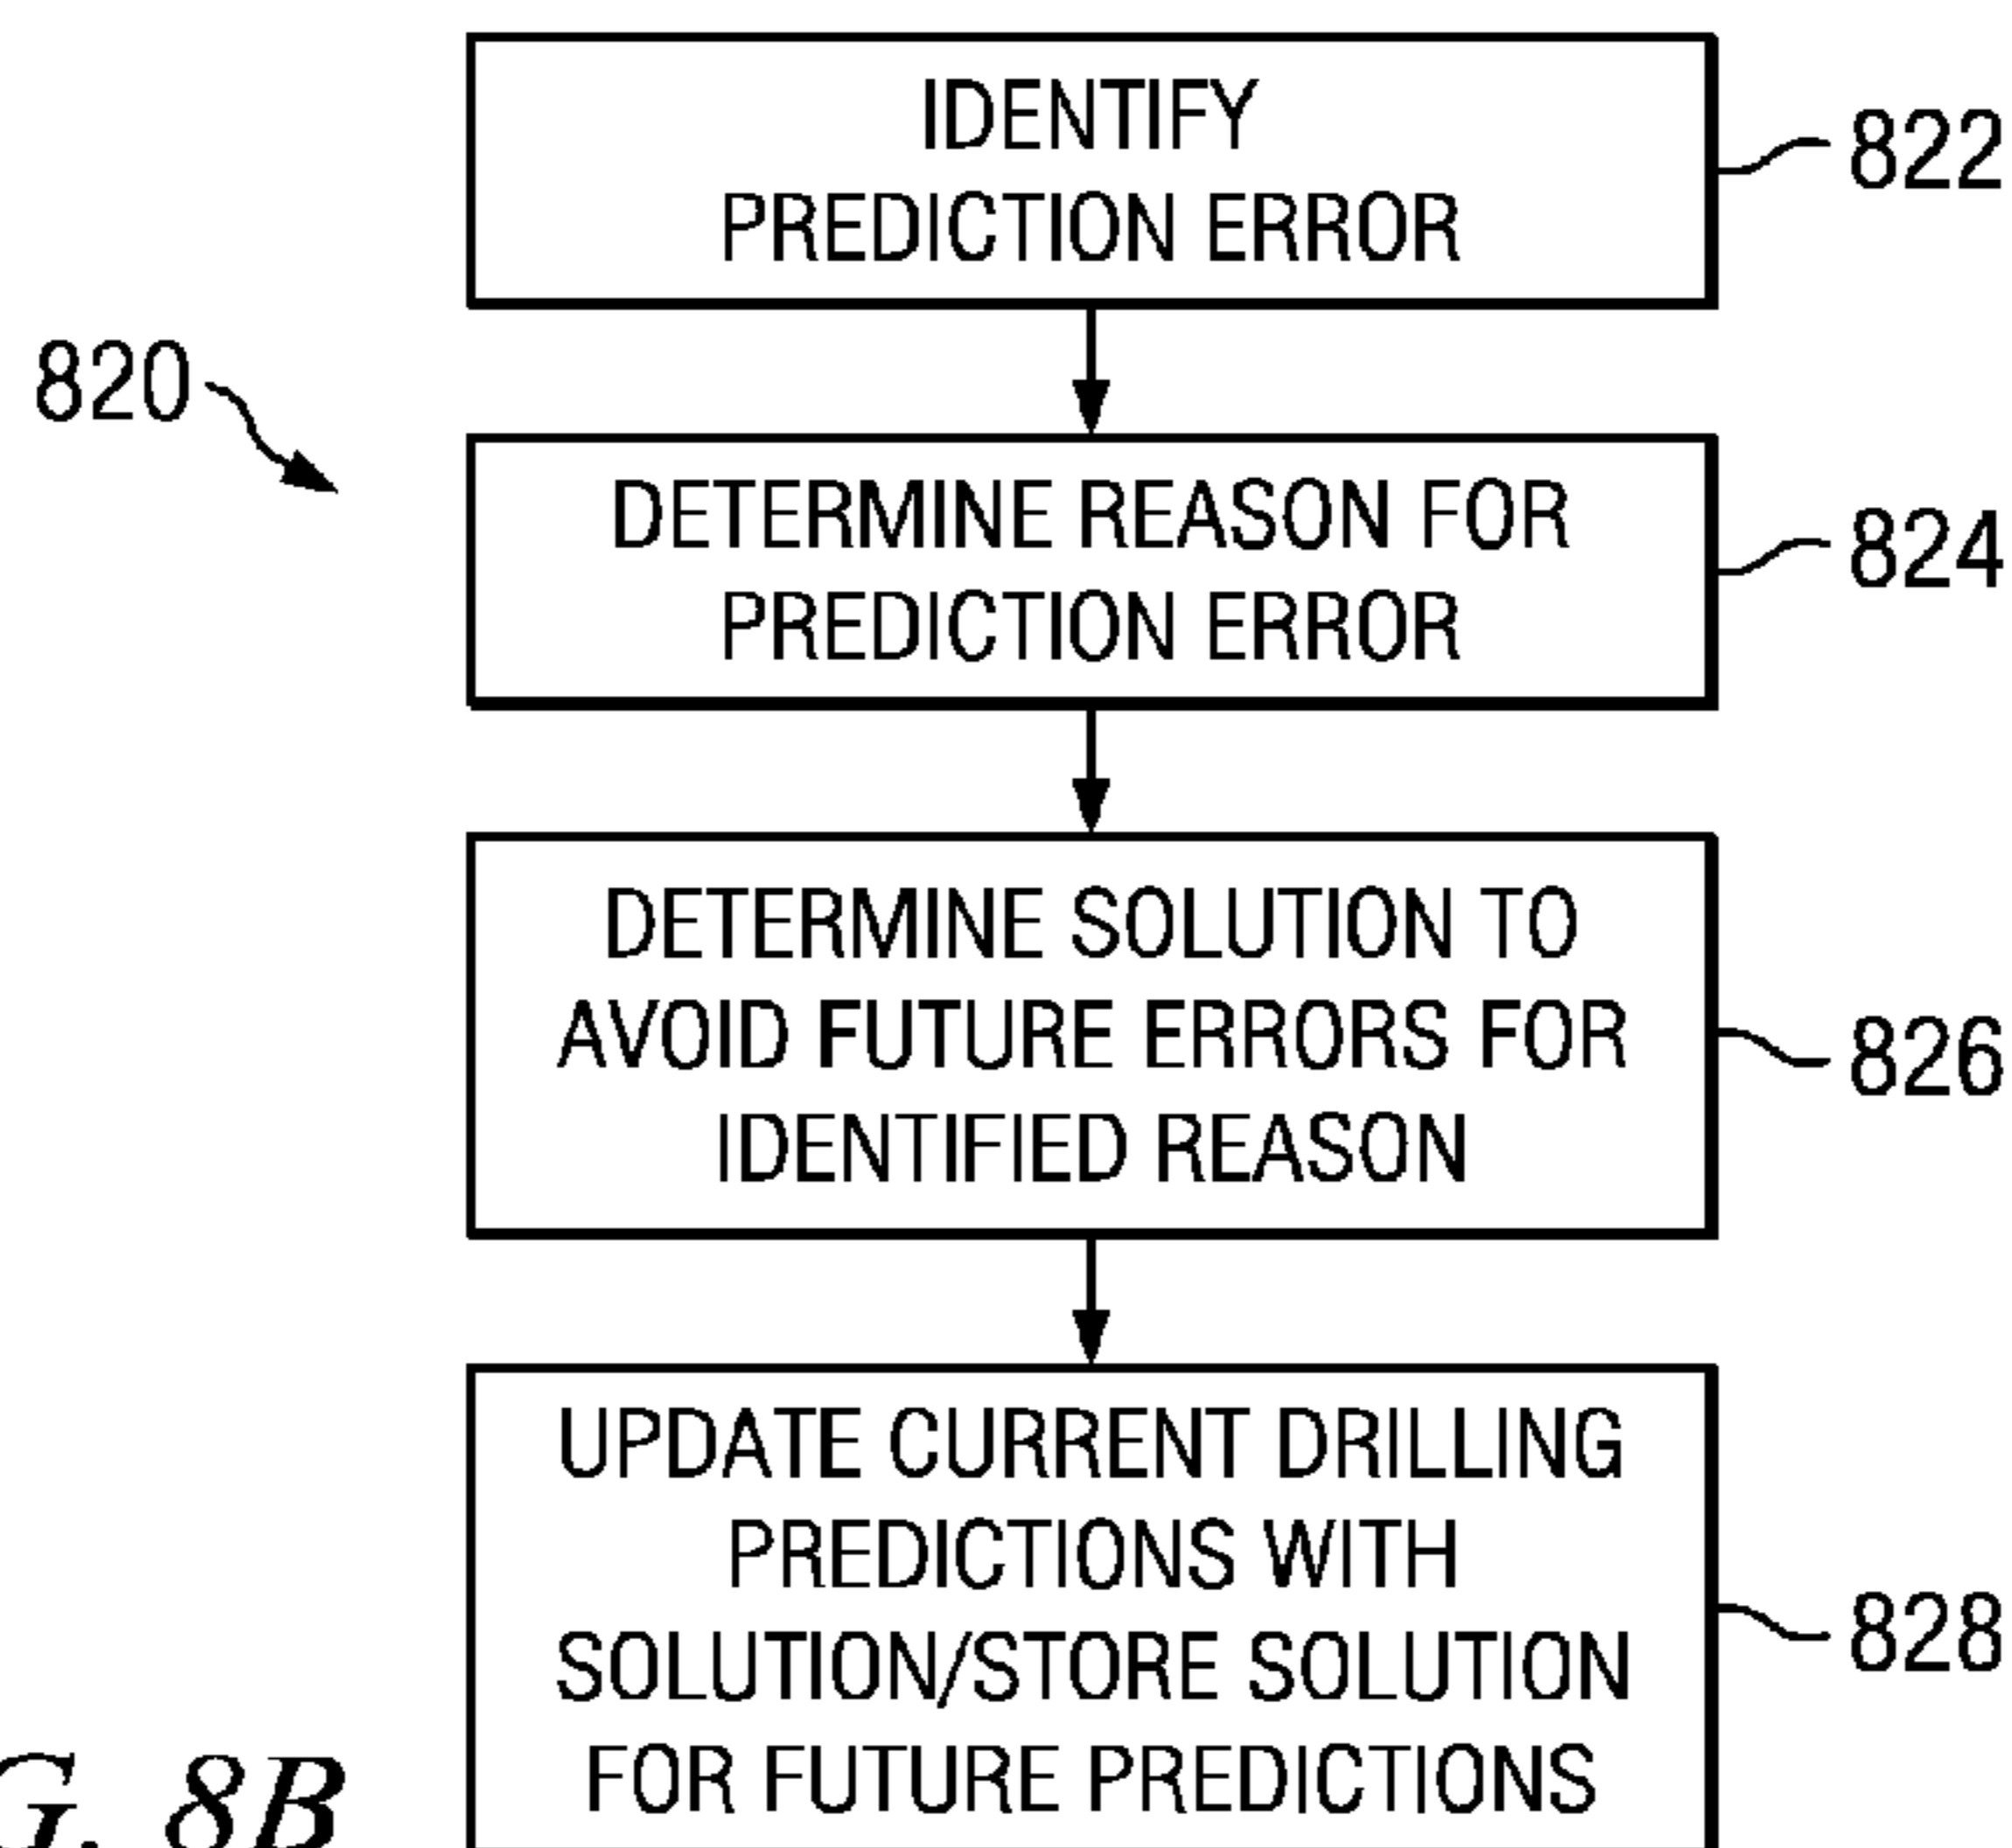 IDENTIFY
PREDICTION ERROR
822
820
DETERMINE REASON FOR
PREDICTION ERROR
824
DETERMINE SOLUTION TO
AVOID FUTURE ERRORS FOR
IDENTIFIED REASON
826
UPDATE CURRENT DRILLING
PREDICTIONS WITH
SOLUTION/STORE SOLUTION
FOR FUTURE PREDICTIONS
828
G. 8B